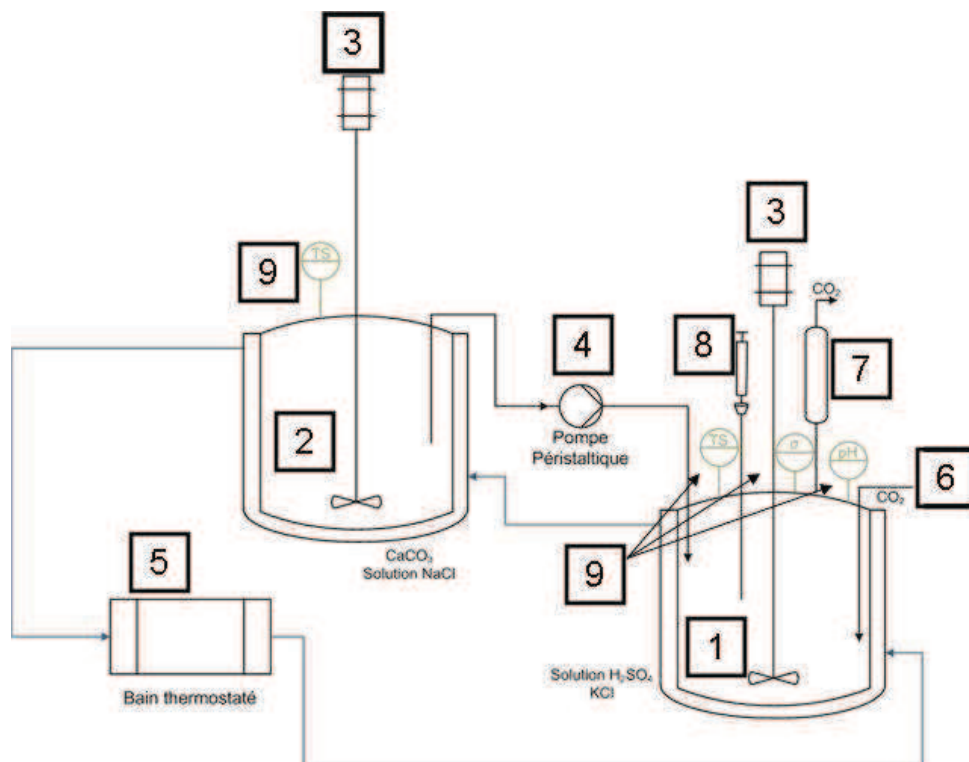 3
3
9
TS
CO₂
4
8
7
2
Pompe
Péristaltique
TS
σ
pH
6
CO₂
CaCO₃
Solution NaCl
5
9
1
Solution H₂SO₄
KCl
Bain thermostaté